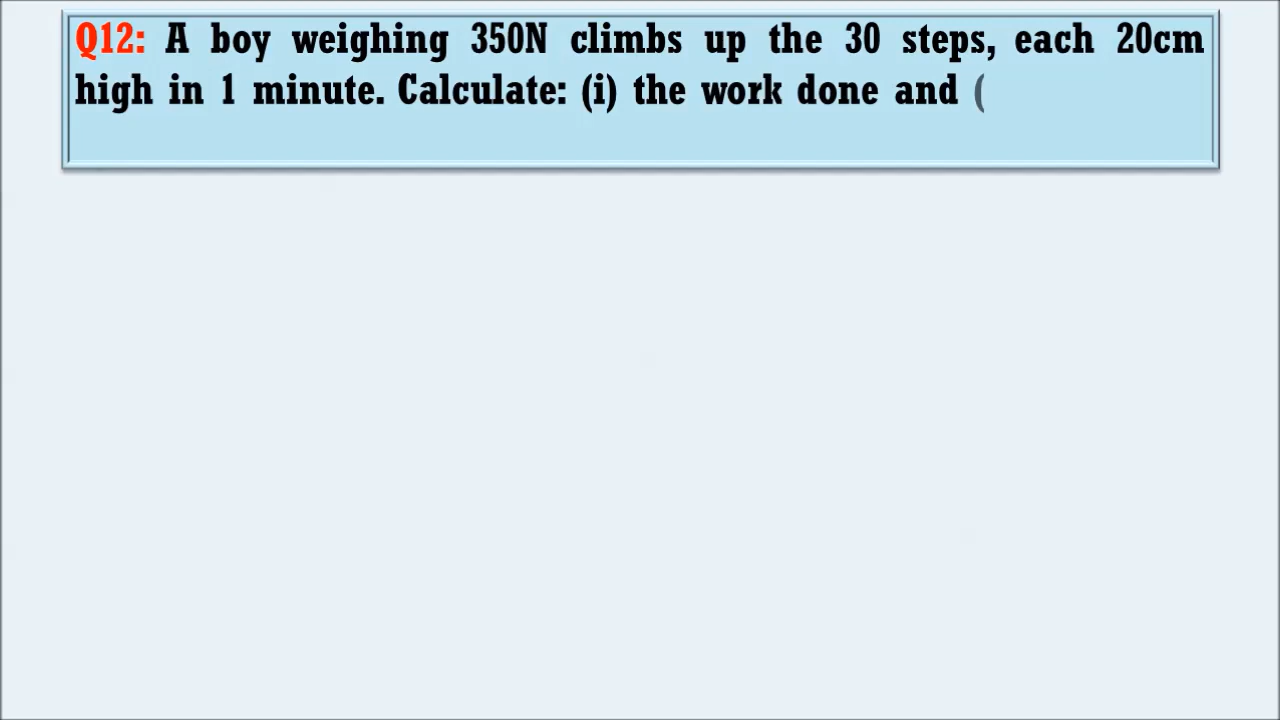 Q12: A boy weighing 350N climbs up the 30 steps, each 20cm
high in 1 minute. Calculate: (i) the work done and (